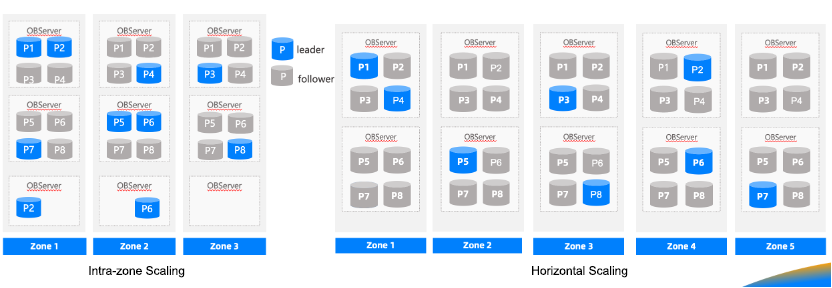 OBServer OBServer OBServer
P1 P2 P1 P2 P1 P2
P3 P4 P3 P4 P3 P4
OBServer OBServer OBServer
P5 P6 P5 P6 P5 P6
P7 P8 P7 P8 P7 P8
OBServer OBServer OBServer
P2 P6
Zone 1 Zone 2 Zone 3
Intra-zone Scaling
P leader
P follower
OBServer OBServer OBServer OBServer OBServer
P1 P2 P1 P2 P1 P2 P1 P2 P1 P2
P3 P4 P3 P4 P3 P4 P3 P4 P3 P4
OBServer OBServer OBServer OBServer OBServer
P5 P6 P5 P6 P5 P6 P5 P6 P5 P6
P7 P8 P7 P8 P7 P8 P7 P8 P7 P8
Zone 1 Zone 2 Zone 3 Zone 4 Zone 5
Horizontal Scaling